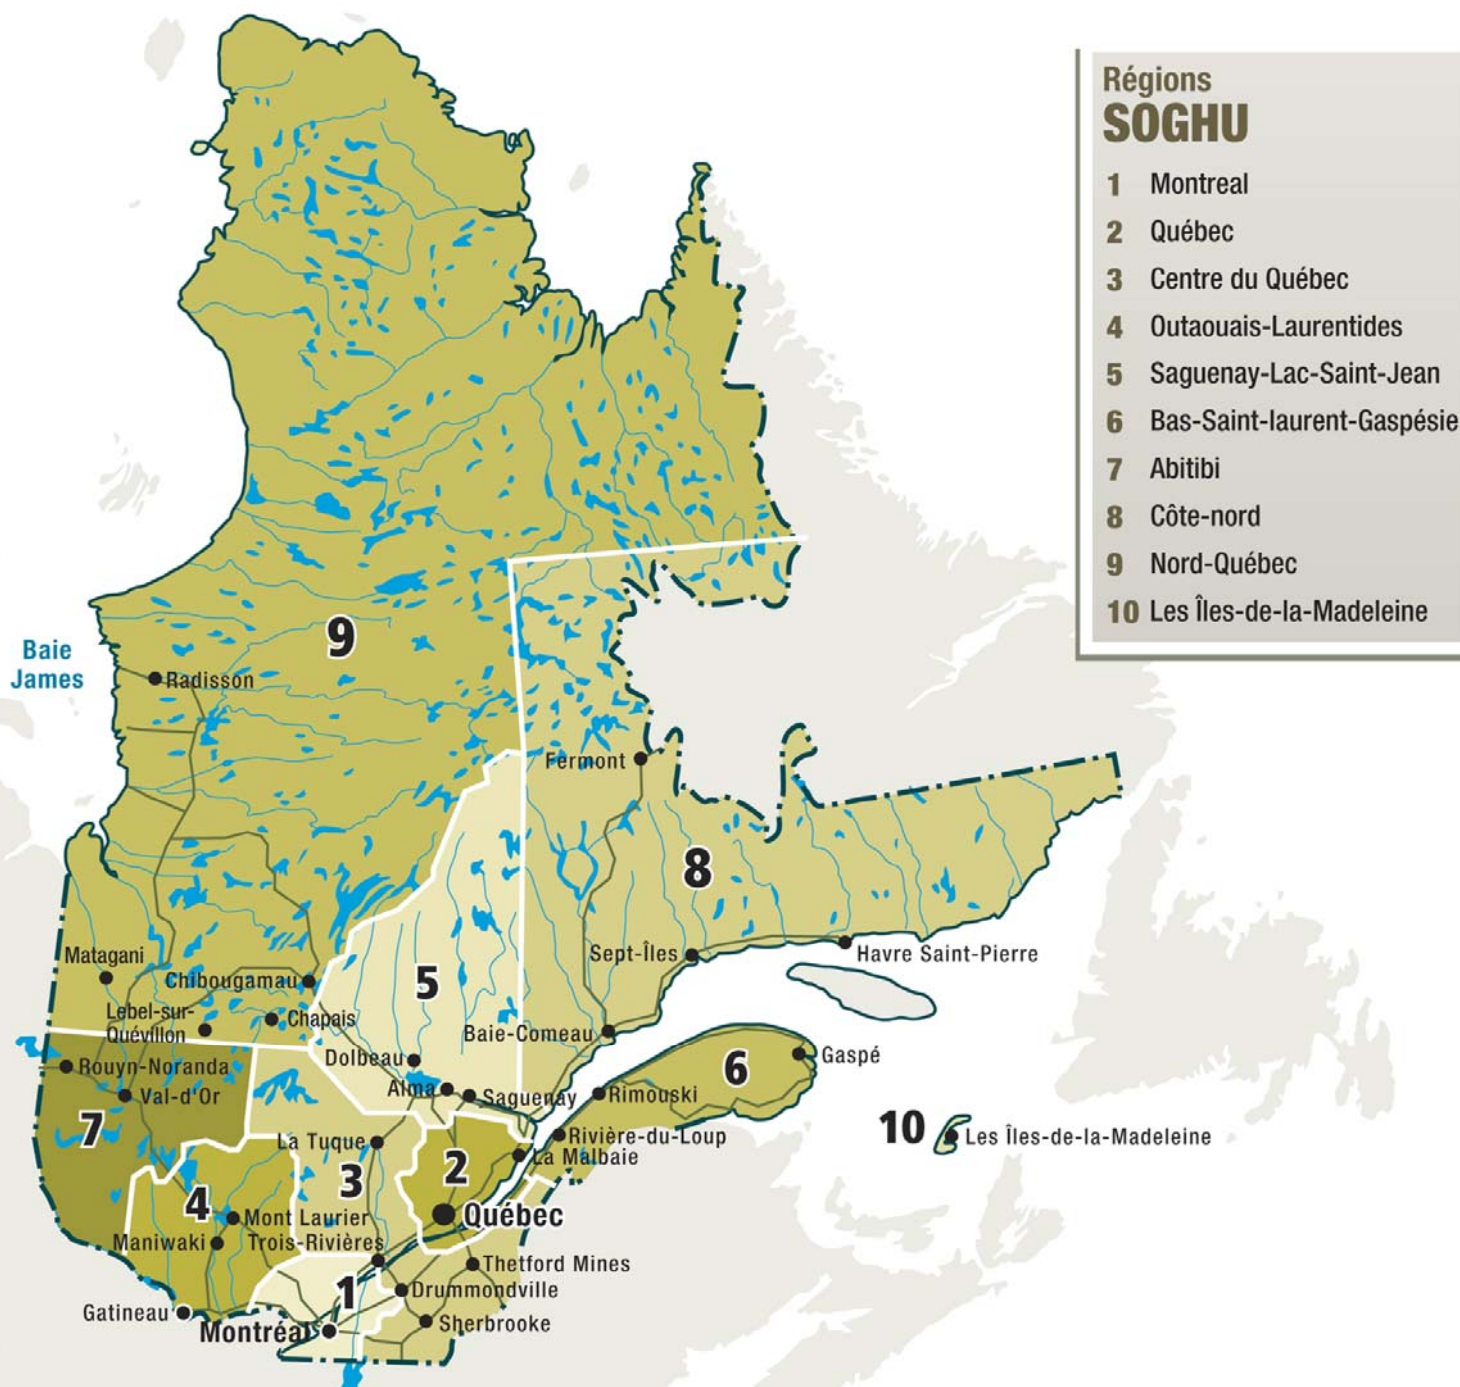 Régions
SOGHU
1 Montreal
2 Québec
3 Centre du Québec
4 Outaouais-Laurentides
5 Saguenay-Lac-Saint-Jean
6 Bas-Saint-laurent-Gaspésie
7 Abitibi
8 Côte-nord
9 Nord-Québec
10 Les Îles-de-la-Madeleine
9
Baie
James
Radisson
Fermont
8
Matagani
Chibougamau
5
Sept-Îles
Havre Saint-Pierre
Lebel-sur-
Quévillon
Chapais
Baie-Comeau
Dolbeau
Gaspé
6
Rouyn-Noranda
Alma
Saguenay
Rimouski
Val-d'Or
7
La Tuque
Rivière-du-Loup
10
Les Îles-de-la-Madeleine
La Malbaie
2
3
4
Mont Laurier
Québec
Maniwaki
Trois-Rivières
Thetford Mines
1
Drummondville
Gatineau
Montréal
Sherbrooke